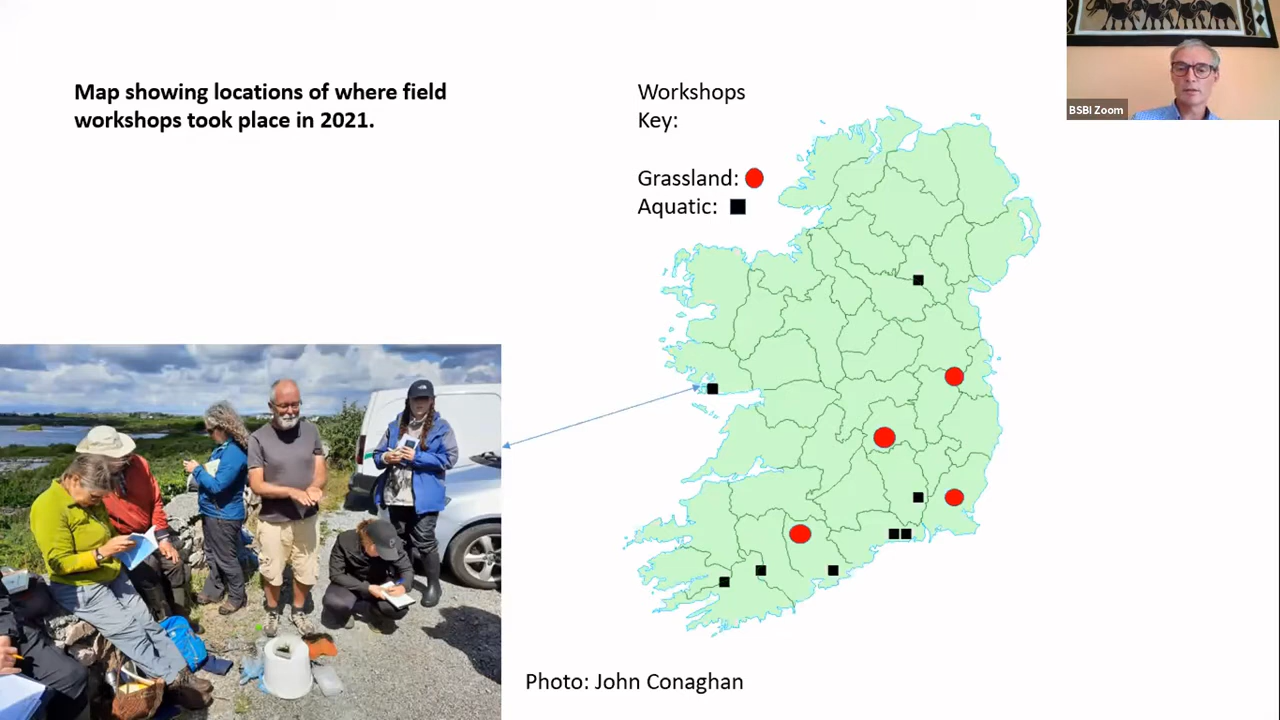 Map showing locations of where field
workshops took place in 2021.
Workshops
Key:
Grassland:
Aquatic:
BSBI Zoom
Photo: John Conaghan